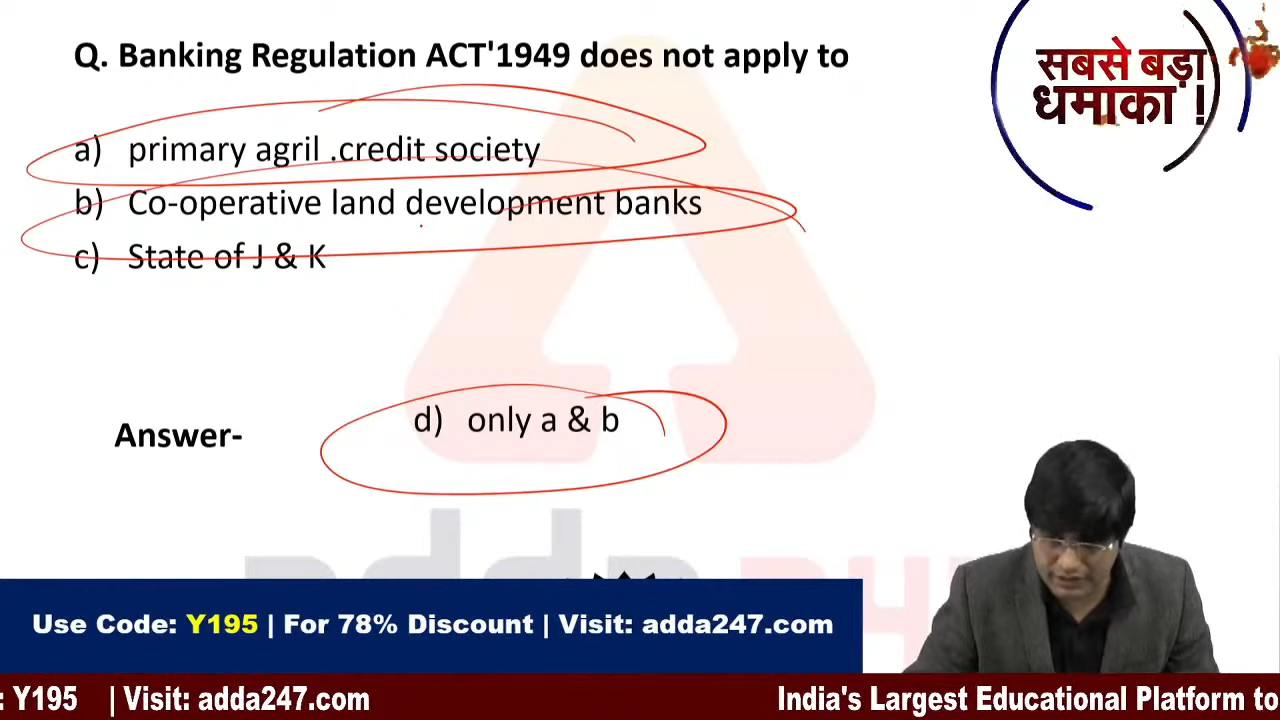 Q. Banking Regulation ACT'1949 does not apply to
सबसे बड़ा
धमाका !
a) primary agril .credit society
b) Co-operative land development banks
c) State of J & K
d) only a & b
Answer-
adda 247
Use Code: Y195 | For 78% Discount | Visit: adda247.com
: Y195 | Visit: adda247.com India's Largest Educational Platform to